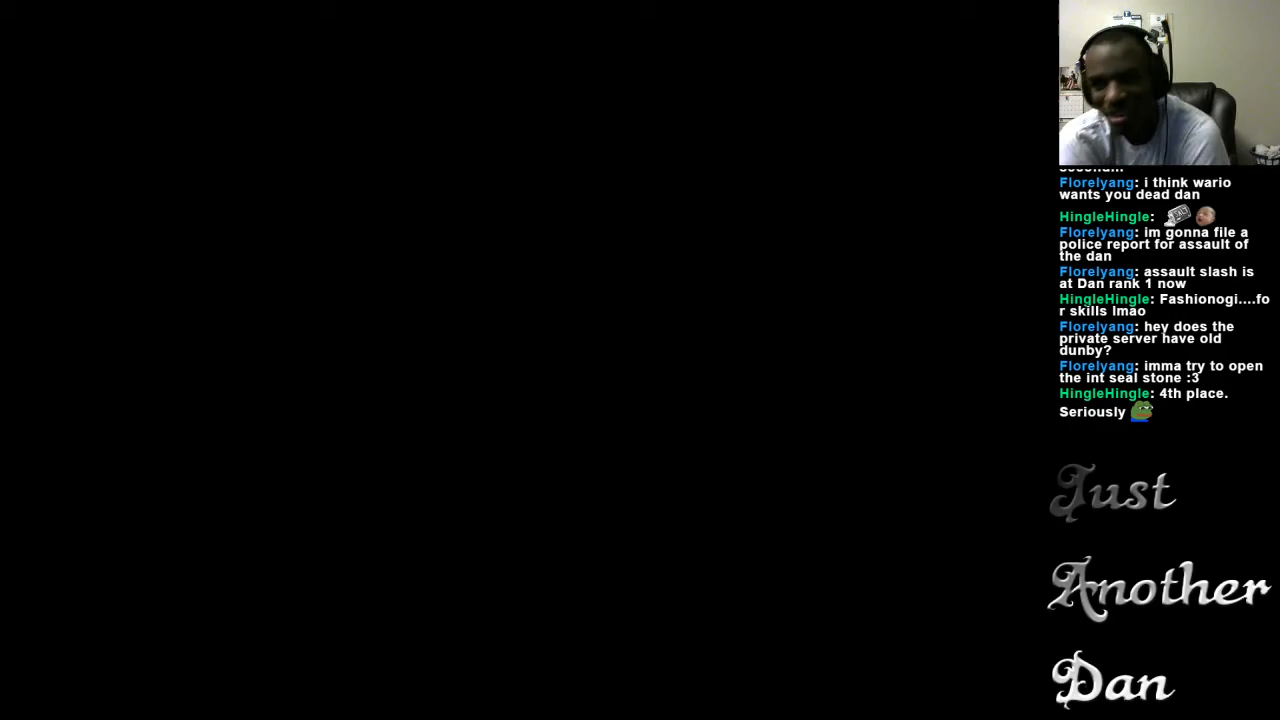 Florelyang: i think wario
wants you dead dan
HingleHingle:
Florelyang: im gonna file a
police report for assault of
the dan
Florelyang: assault slash is
at Dan rank 1 now
HingleHingle: Fashionogi....fo
r skills lmao
Florelyang: hey does the
private server have old
dunby?
Florelyang: imma try to open
the int seal stone :3
HingleHingle: 4th place.
Seriously
Just
Another
Dan